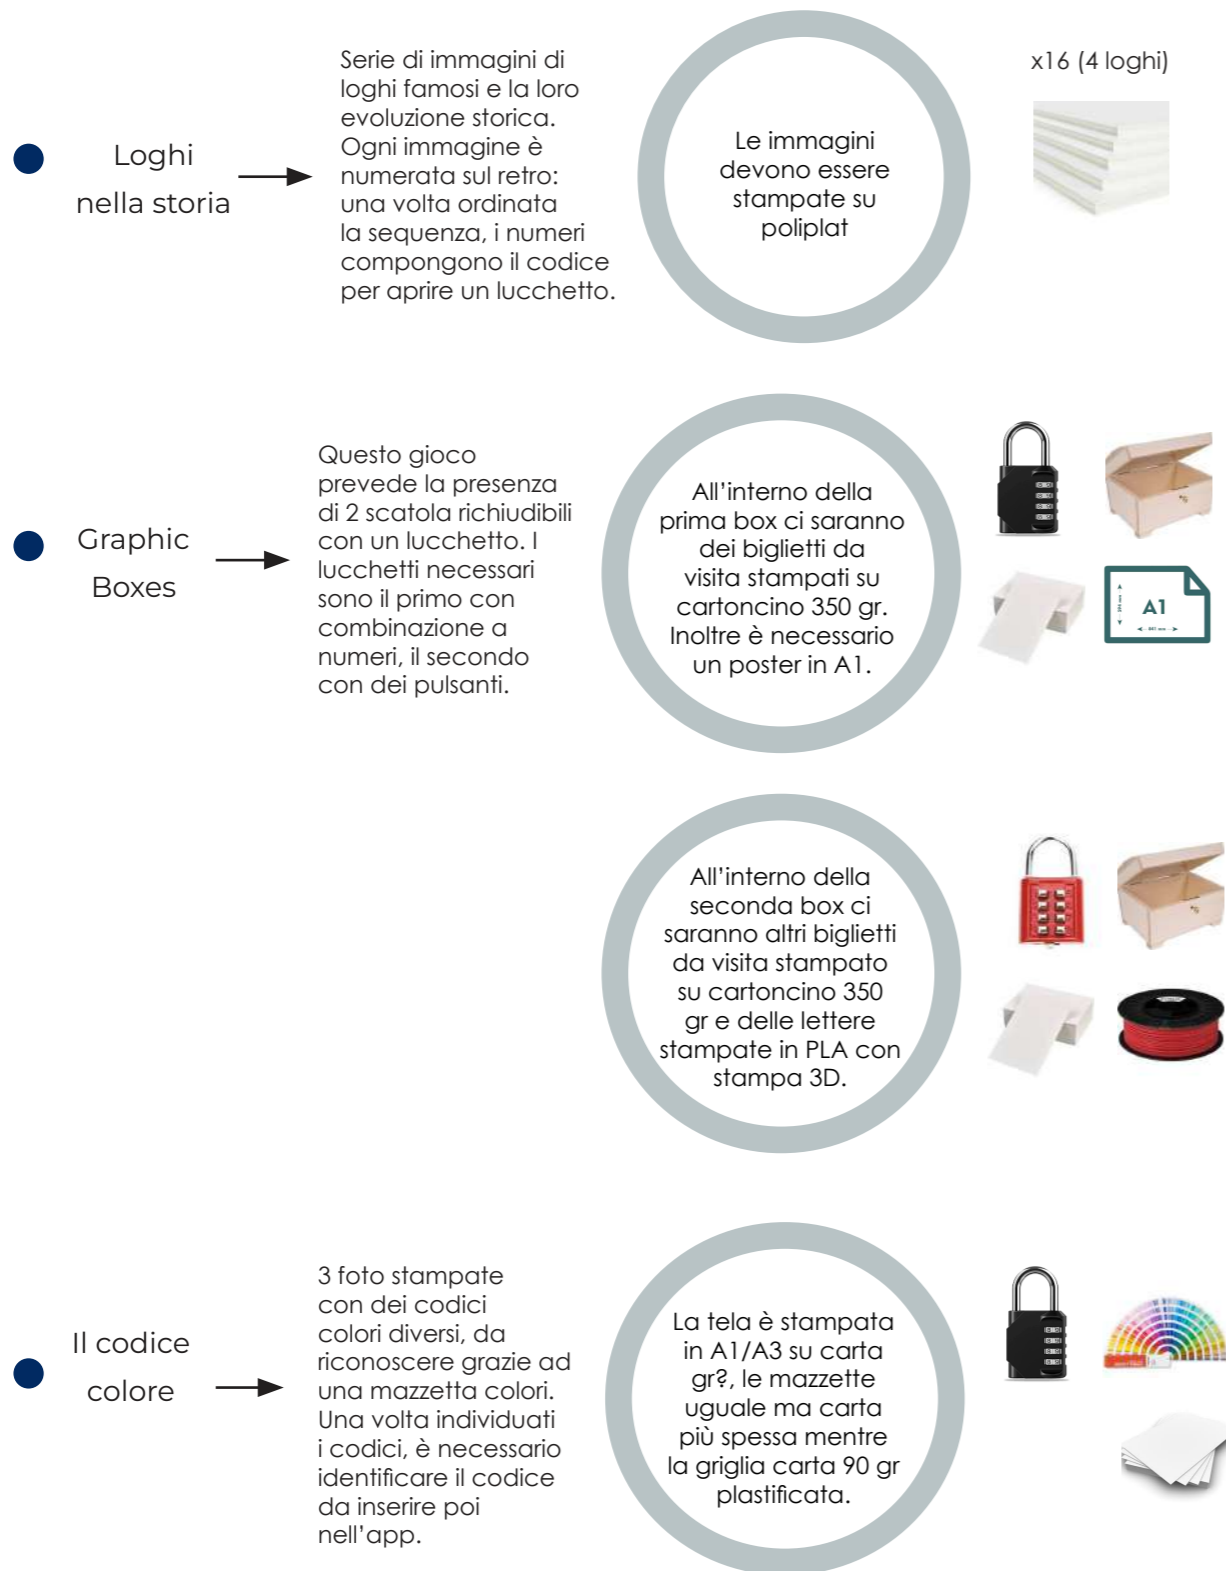 Loghi
nella storia
Serie di immagini di
loghi famosi e la loro
evoluzione storica.
Ogni immagine è
numerata sul retro:
una volta ordinata
la sequenza, i numeri
compongono il codice
per aprire un lucchetto.
Le immagini
devono essere
stampate su
poliplat
x16 (4 loghi)
Graphic
Boxes
Questo gioco
prevede la presenza
di 2 scatola richiudibili
con un lucchetto. I
lucchetti necessari
sono il primo con
combinazione a
numeri, il secondo
con dei pulsanti.
All’interno della
prima box ci saranno
dei biglietti da
visita stampati su
cartoncino 350 gr.
Inoltre è necessario
un poster in A1.
A1
All’interno della
seconda box ci
saranno altri biglietti
da visita stampato
su cartoncino 350
gr e delle lettere
stampate in PLA con
stampa 3D.
Il codice
colore
3 foto stampate
con dei codici
colori diversi, da
riconoscere grazie ad
una mazzetta colori.
Una volta individuati
i codici, è necessario
identificare il codice
da inserire poi
nell’app.
La tela è stampata
in A1/A3 su carta
gr?, le mazzette
uguale ma carta
più spessa mentre
la griglia carta 90 gr
plastificata.